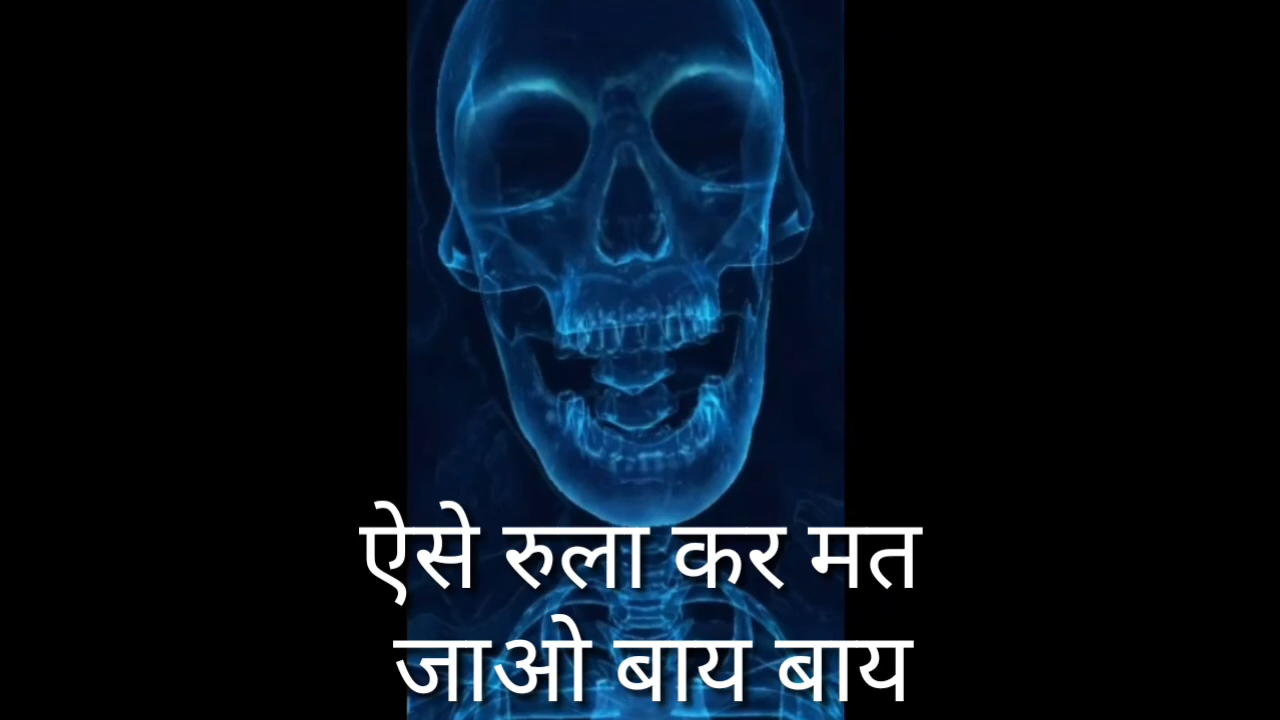 ऐसे रुला कर मत
जाओ बाय बाय